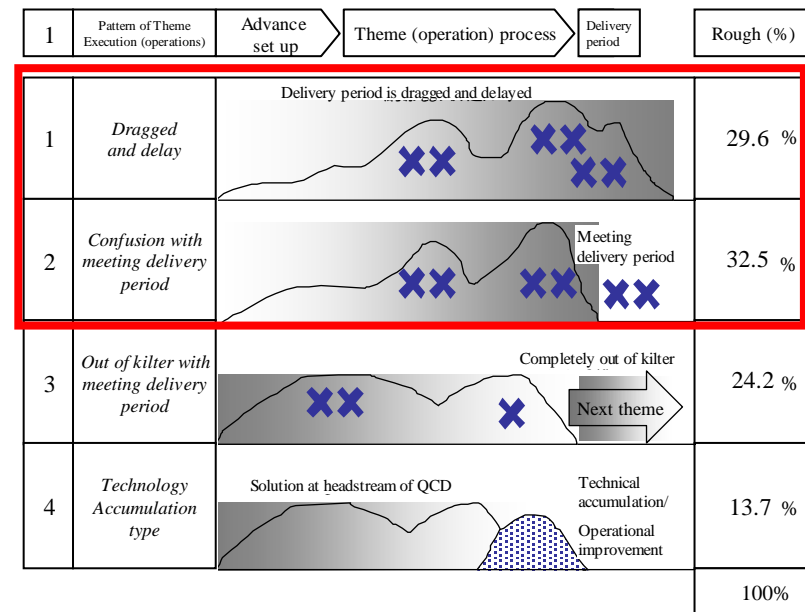 1
Pattern of Theme
Execution (operations)
Advance
set up
Theme (operation) process
Delivery
period
Rough (%)
1
Dragged
and delay
Delivery period is dragged and delayed
29.6 %
2
Confusion with
meeting delivery
period
Meeting
delivery period
32.5 %
3
Out of kilter with
meeting delivery
period
Completely out of kilter
Next theme
24.2 %
4
Technology
Accumulation
type
Solution at headstream of QCD
Technical
accumulation/
Operational
improvement
13.7 %
100%